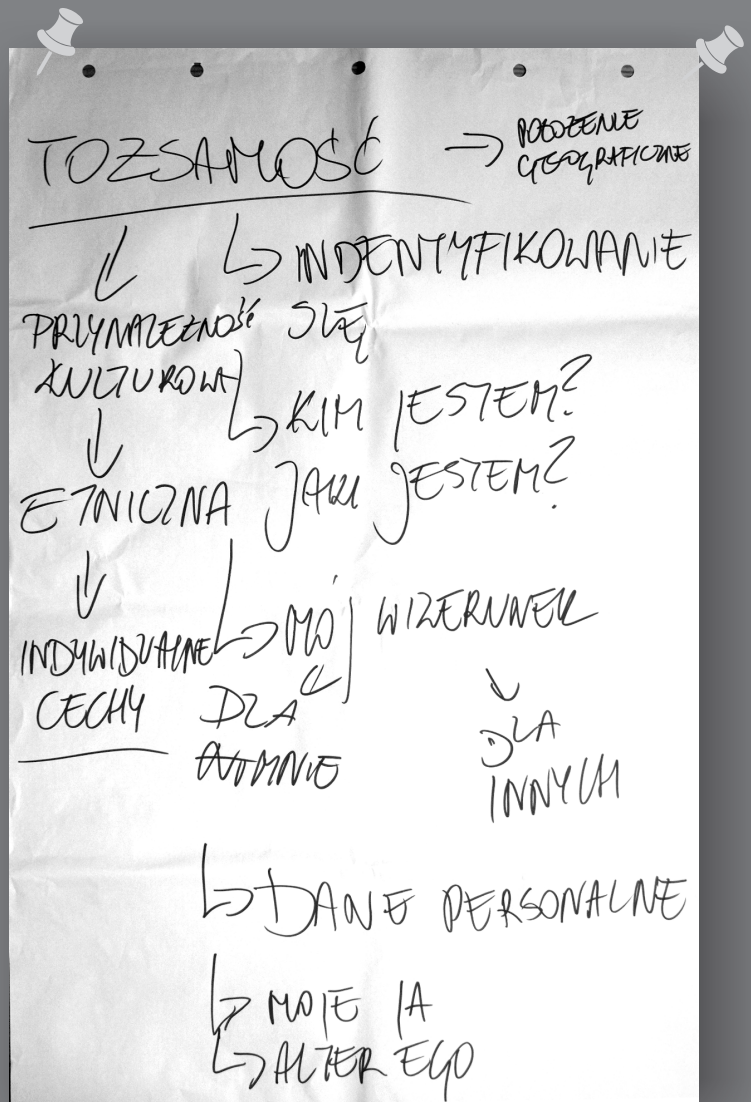 TOZSAMOŚĆ → POŁOŻENIE
GEOGRAFICZNE
INDENTYFIKOWANIE
SIĘ
PRZYNALEŻNOŚĆ
KULTUROWA
KIM JESTEM?
JAKI JESTEM?
ETNICZNA
INDYWIDUALNE
CECHY
MÓJ WIZERUNEK
DLA
MNIE
DLA
INNYCH
DANE PERSONALNE
MOJE JA
ALTER EGO